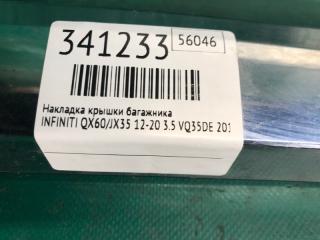 341233
56046
Накладка крышки багажника
INFINITI QX60/JX35 12-20 3.5 VQ35DE 201